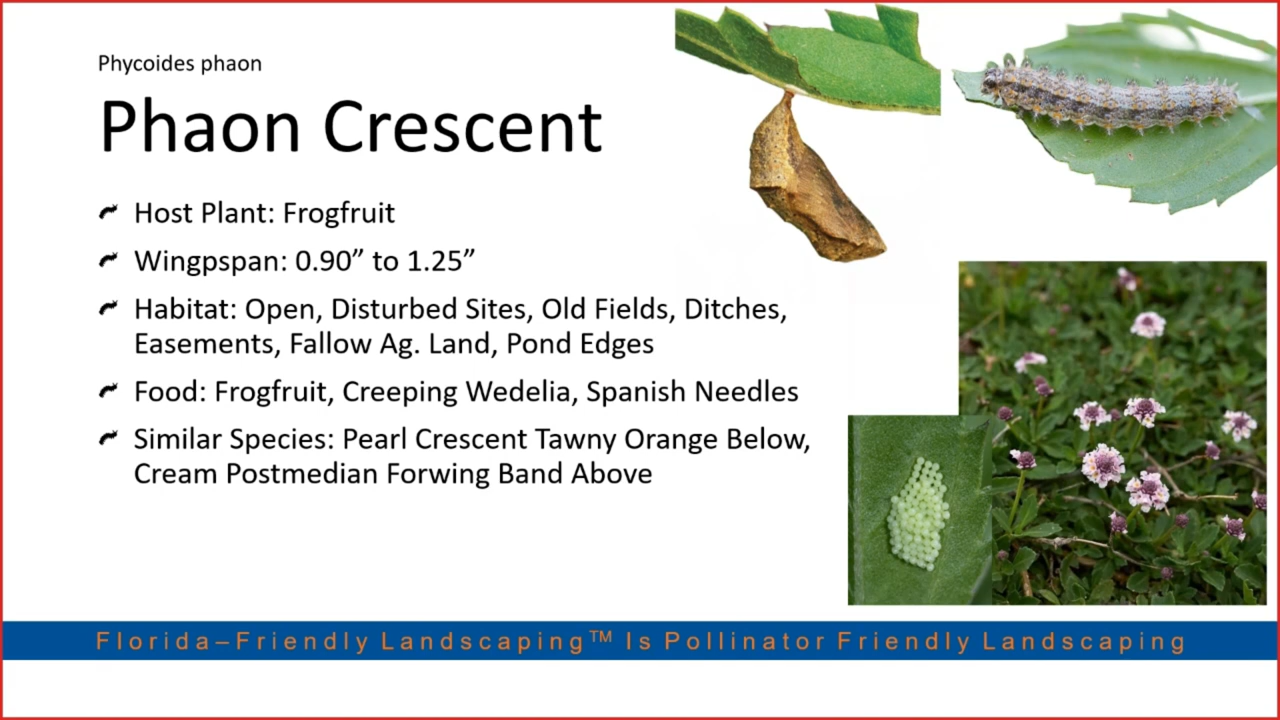 Phycoides phaon
Phaon Crescent
Host Plant: Frogfruit
Wingpspan: 0.90” to 1.25”
Habitat: Open, Disturbed Sites, Old Fields, Ditches,
Easements, Fallow Ag. Land, Pond Edges
Food: Frogfruit, Creeping Wedelia, Spanish Needles
Similar Species: Pearl Crescent Tawny Orange Below,
Cream Postmedian Forwing Band Above
Florida–Friendly Landscaping™ Is Pollinator Friendly Landscaping